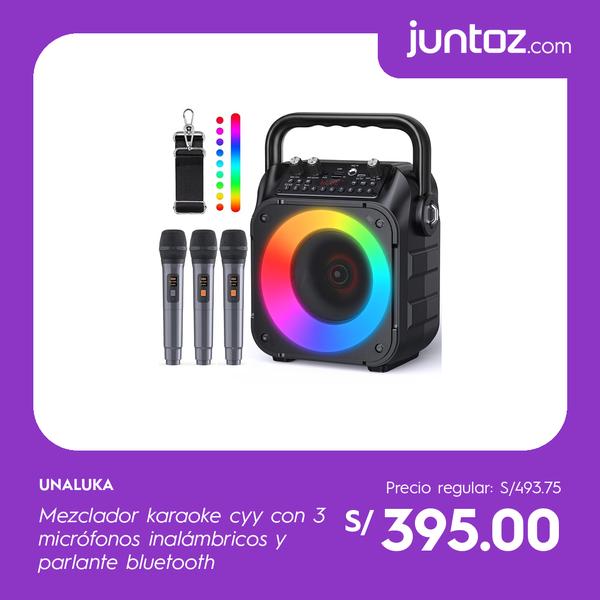 juntoz.com
UNALUKA
Mezclador karaoke cyy con 3
micrófonos inalámbricos y
parlante bluetooth
Precio regular: S/493.75
S/ 395.00